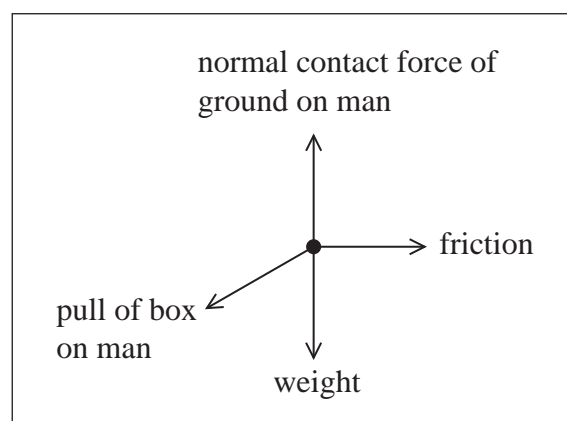 normal contact force of
ground on man
friction
pull of box
on man
weight